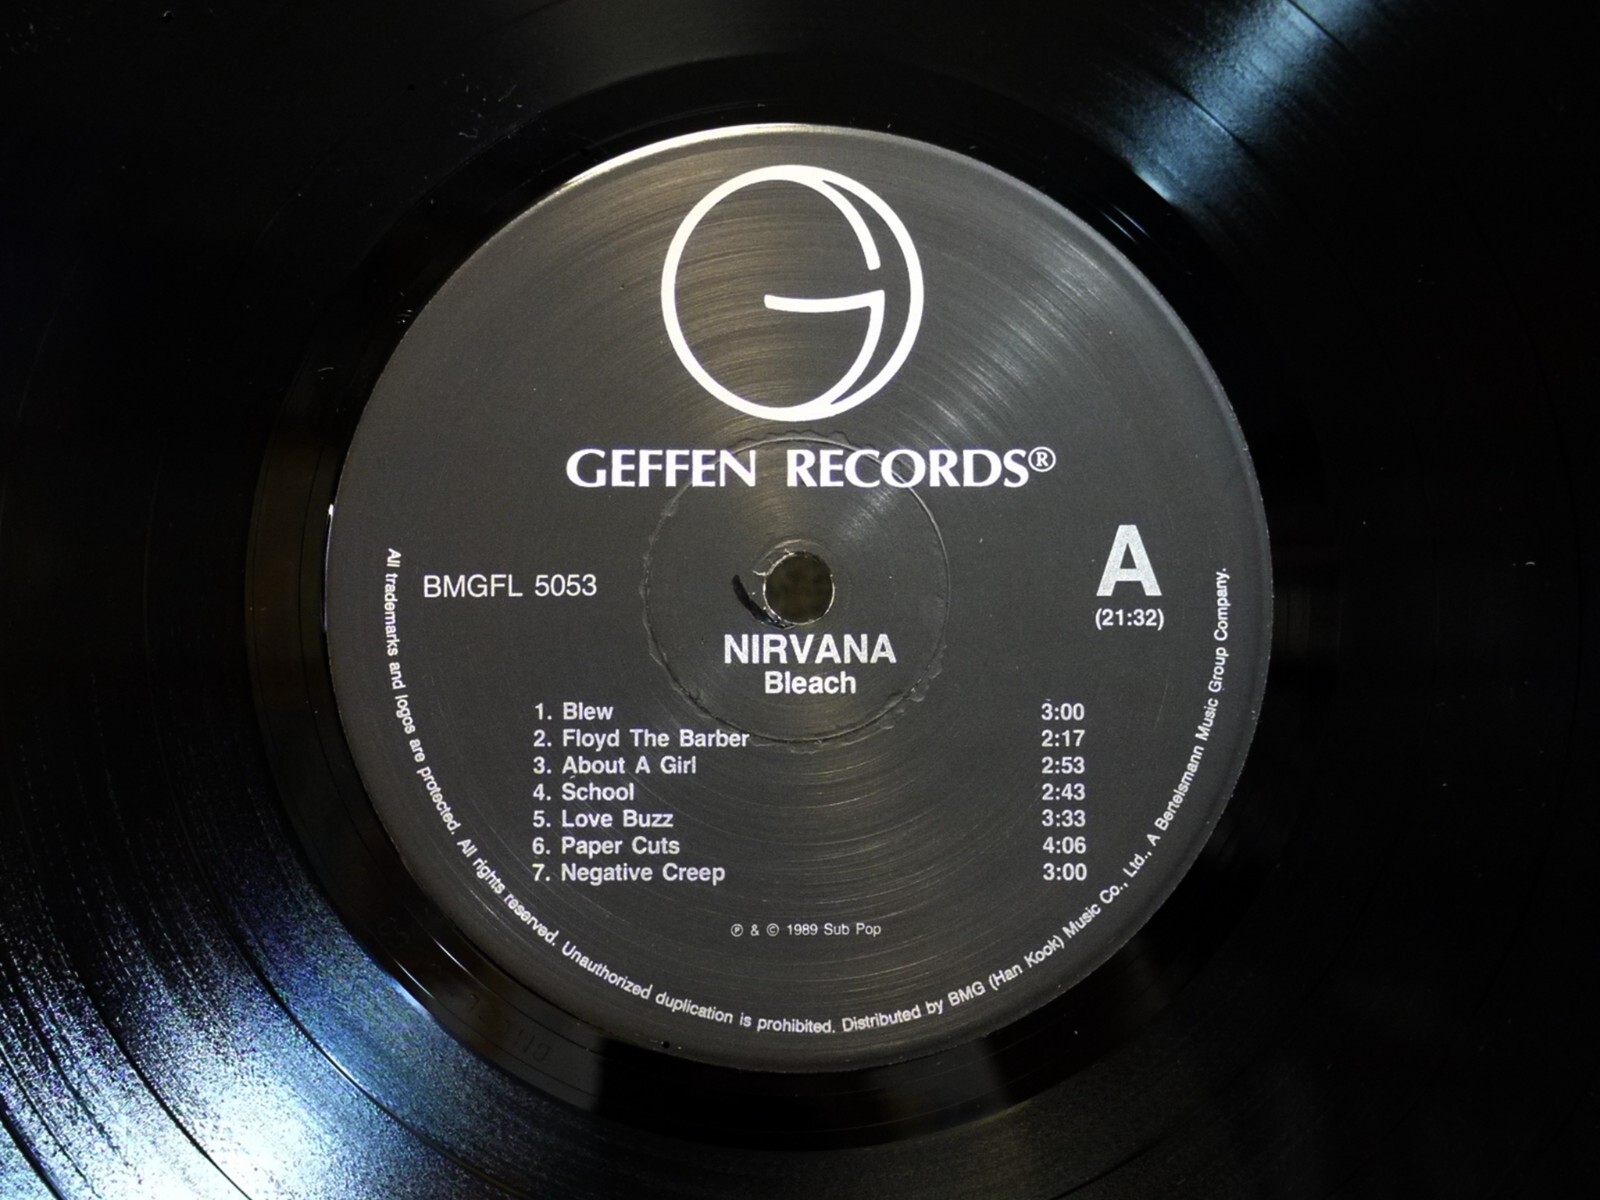 GEFFEN RECORDS®
BMGFL 5053
A
(21:32)
NIRVANA
Bleach
1. Blew 3:00
2. Floyd The Barber 2:17
3. About A Girl 2:53
4. School 2:43
5. Love Buzz 3:33
6. Paper Cuts 4:06
7. Negative Creep 3:00
℗ & © 1989 Sub Pop
All trademarks and logos are protected. All rights reserved. Unauthorized duplication is prohibited. Distributed by BMG (Han Kook) Music Co., Ltd., A Bertelsmann Music Group Company.